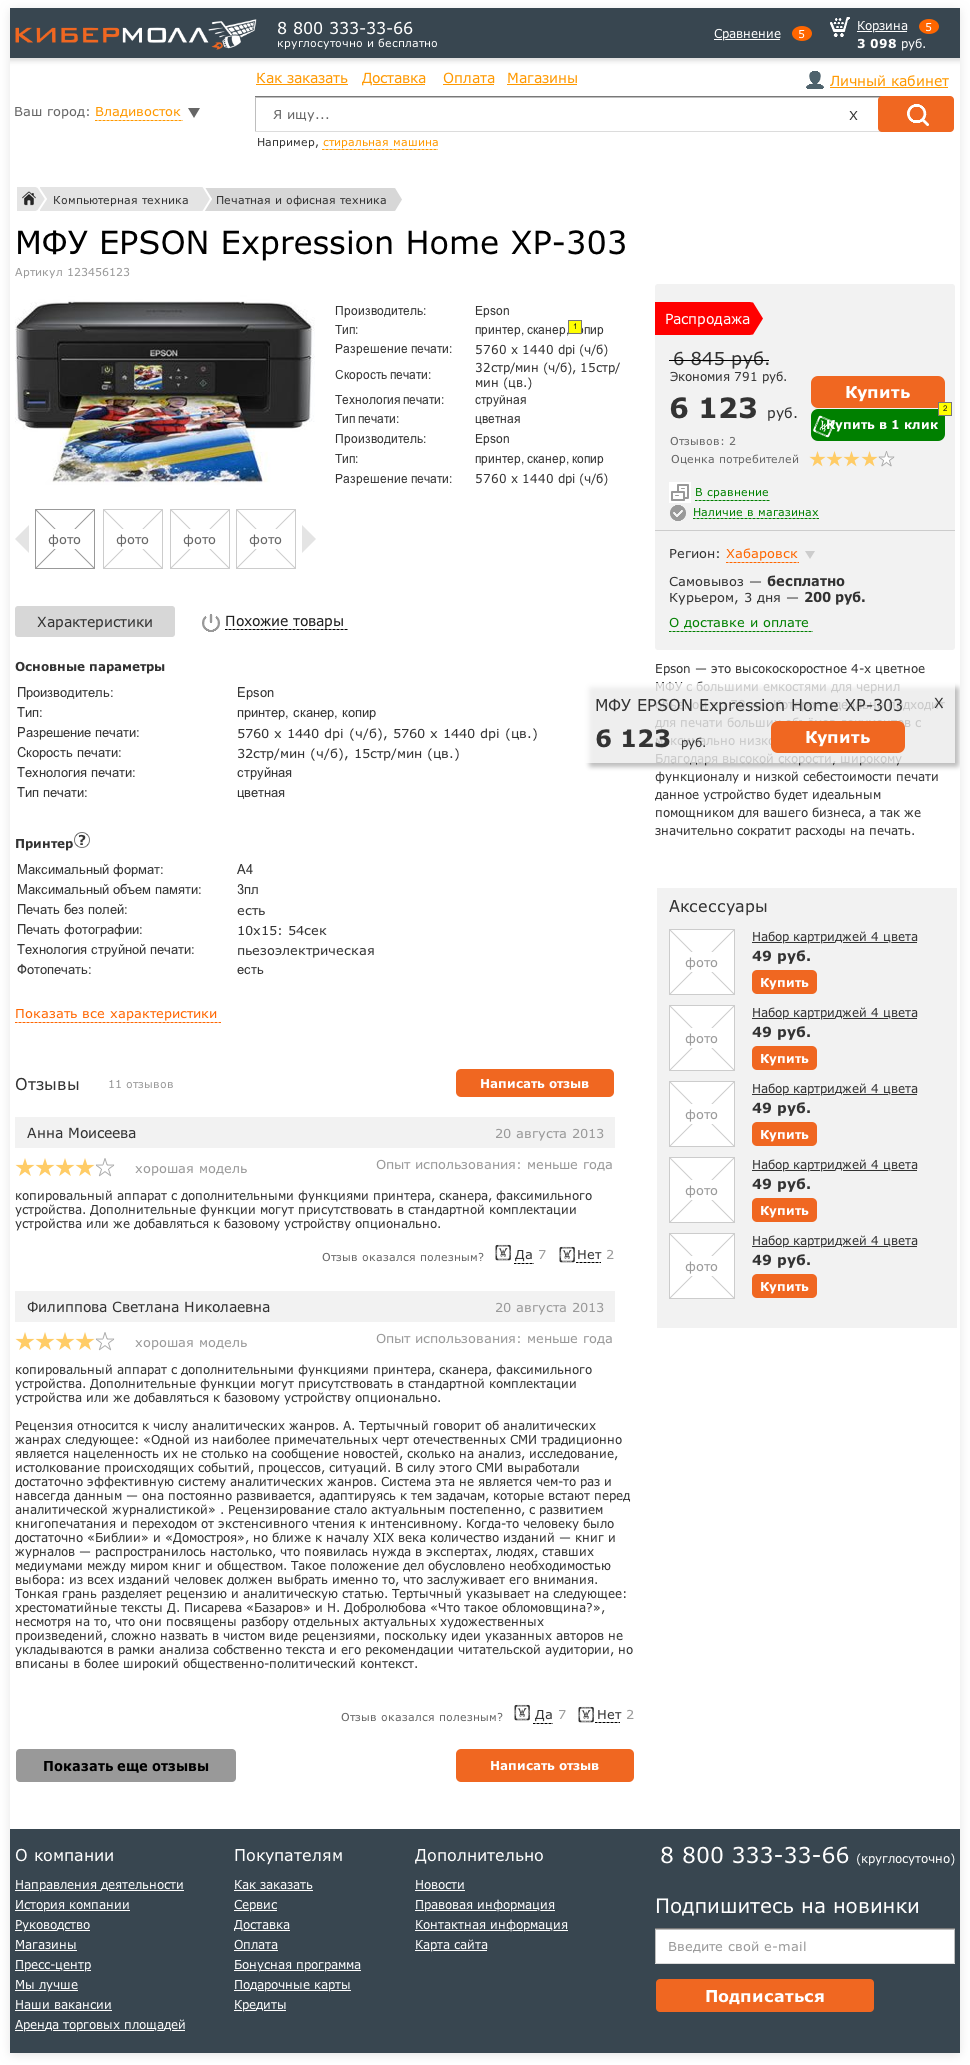 КИБЕРМОЛЛ
8 800 333-33-66
круглосуточно и бесплатно
Сравнение 5
Корзина 5
3 098 руб.
Как заказать Доставка Оплата Магазины
Личный кабинет
Ваш город: Владивосток
Я ищу... X
Например, стиральная машина
Компьютерная техника Печатная и офисная техника
МФУ EPSON Expression Home XP-303
Артикул 123456123
EPSON
Производитель: Epson
Тип: принтер, сканер, копир
1
Разрешение печати: 5760 x 1440 dpi (ч/б)
Скорость печати: 32стр/мин (ч/б), 15стр/
мин (цв.)
Технология печати: струйная
Тип печати: цветная
Производитель: Epson
Тип: принтер, сканер, копир
Разрешение печати: 5760 x 1440 dpi (ч/б)
фото фото фото фото
Распродажа
6 845 руб.
Экономия 791 руб.
6 123 руб.
Купить
2
Купить в 1 клик
Отзывов: 2
Оценка потребителей
В сравнение
Наличие в магазинах
Регион: Хабаровск
Самовывоз — бесплатно
Курьером, 3 дня — 200 руб.
О доставке и оплате
Характеристики
Похожие товары
Основные параметры
Производитель: Epson
Тип: принтер, сканер, копир
Разрешение печати: 5760 x 1440 dpi (ч/б), 5760 x 1440 dpi (цв.)
Скорость печати: 32стр/мин (ч/б), 15стр/мин (цв.)
Технология печати: струйная
Тип печати: цветная
Epson — это высокоскоростное 4-х цветное
МФУ с большими емкостями для чернил
МФУ EPSON Expression Home XP-303 X
6 123 руб. Купить
для печати больших с
Благодаря высокой скорости, широкому
функционалу и низкой себестоимости печати
данное устройство будет идеальным
помощником для вашего бизнеса, а так же
значительно сократит расходы на печать.
Принтер ?
Максимальный формат: A4
Максимальный объем памяти: 3пл
Печать без полей: есть
Печать фотографии: 10x15: 54сек
Технология струйной печати: пьезоэлектрическая
Фотопечать: есть
Показать все характеристики
Аксессуары
фото
Набор картриджей 4 цвета
49 руб.
Купить
фото
Набор картриджей 4 цвета
49 руб.
Купить
фото
Набор картриджей 4 цвета
49 руб.
Купить
фото
Набор картриджей 4 цвета
49 руб.
Купить
фото
Набор картриджей 4 цвета
49 руб.
Купить
Отзывы 11 отзывов
Написать отзыв
Анна Моисеева 20 августа 2013
хорошая модель Опыт использования: меньше года
копировальный аппарат с дополнительными функциями принтера, сканера, факсимильного
устройства. Дополнительные функции могут присутствовать в стандартной комплектации
устройства или же добавляться к базовому устройству опционально.
Отзыв оказался полезным? Да 7 Нет 2
Филиппова Светлана Николаевна 20 августа 2013
хорошая модель Опыт использования: меньше года
копировальный аппарат с дополнительными функциями принтера, сканера, факсимильного
устройства. Дополнительные функции могут присутствовать в стандартной комплектации
устройства или же добавляться к базовому устройству опционально.
Рецензия относится к числу аналитических жанров. А. Тертычный говорит об аналитических
жанрах следующее: «Одной из наиболее примечательных черт отечественных СМИ традиционно
является нацеленность их не столько на сообщение новостей, сколько на анализ, исследование,
истолкование происходящих событий, процессов, ситуаций. В силу этого СМИ выработали
достаточно эффективную систему аналитических жанров. Система эта не является чем-то раз и
навсегда данным — она постоянно развивается, адаптируясь к тем задачам, которые встают перед
аналитической журналистикой» . Рецензирование стало актуальным постепенно, с развитием
книгопечатания и переходом от экстенсивного чтения к интенсивному. Когда-то человеку было
достаточно «Библии» и «Домостроя», но ближе к началу XIX века количество изданий — книг и
журналов — распространилось настолько, что появилась нужда в экспертах, людях, ставших
медиумами между миром книг и обществом. Такое положение дел обусловлено необходимостью
выбора: из всех изданий человек должен выбрать именно то, что заслуживает его внимания.
Тонкая грань разделяет рецензию и аналитическую статью. Тертычный указывает на следующее:
хрестоматийные тексты Д. Писарева «Базаров» и Н. Добролюбова «Что такое обломовщина?»,
несмотря на то, что они посвящены разбору отдельных актуальных художественных
произведений, сложно назвать в чистом виде рецензиями, поскольку идеи указанных авторов не
укладываются в рамки анализа собственно текста и его рекомендации читательской аудитории, но
вписаны в более широкий общественно-политический контекст.
Отзыв оказался полезным? Да 7 Нет 2
Показать еще отзывы
Написать отзыв
О компании
Направления деятельности
История компании
Руководство
Магазины
Пресс-центр
Мы лучше
Наши вакансии
Аренда торговых площадей
Покупателям
Как заказать
Сервис
Доставка
Оплата
Бонусная программа
Подарочные карты
Кредиты
Дополнительно
Новости
Правовая информация
Контактная информация
Карта сайта
8 800 333-33-66 (круглосуточно)
Подпишитесь на новинки
Введите свой e-mail
Подписаться